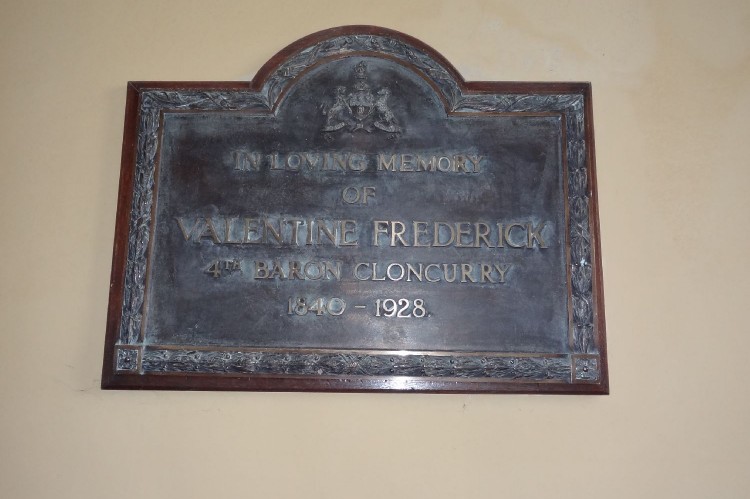 IN LOVING MEMORY
OF
VALENTINE FREDERICK
4TH BARON CLONCURRY
1840 - 1928.